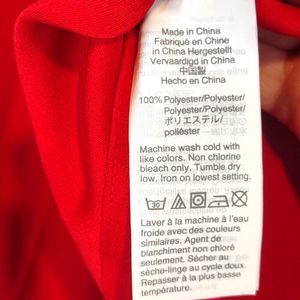 Made in China
Fabriqué en Chine
in China Hergestellt
Vervaardigd in China
中国製
Hecho en China
100% Polyester/Polyester/
Polyester/Polyester/
ポリエステル/
poliéster
Machine wash cold with
like colors. Non chlorine
bleach only. Tumble dry
low. Iron on lowest setting.
Laver à la machine à l'eau
froide avec des couleurs
similaires. Agent de
blanchiment non chloré
seulement. Sécher au
sèche-linge au cycle doux.
Repasser à la plus basse
température.